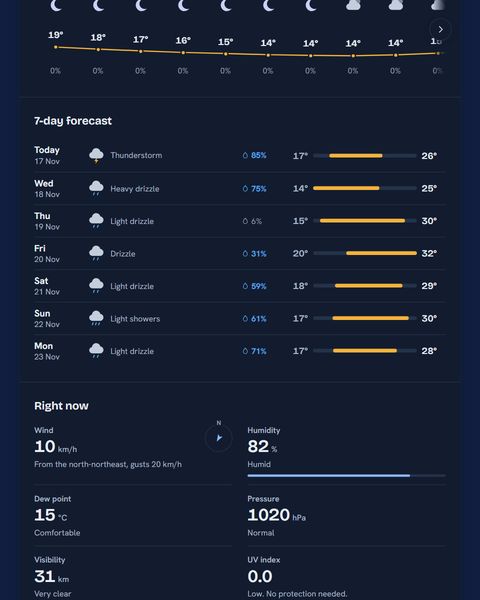 19° 18° 17° 16° 15° 14° 14° 14° 14°
0% 0% 0% 0% 0% 0% 0% 0% 0% 0%
7-day forecast
Today
17 Nov
Thunderstorm 85% 17° 26°
Wed
18 Nov
Heavy drizzle 75% 14° 25°
Thu
19 Nov
Light drizzle 6% 15° 30°
Fri
20 Nov
Drizzle 31% 20° 32°
Sat
21 Nov
Light drizzle 59% 18° 29°
Sun
22 Nov
Light showers 61% 17° 30°
Mon
23 Nov
Light drizzle 71% 17° 28°
Right now
Wind
10 km/h
From the north-northeast, gusts 20 km/h
N
Humidity
82 %
Humid
Dew point
15 °C
Comfortable
Pressure
1020 hPa
Normal
Visibility
31 km
Very clear
UV index
0.0
Low. No protection needed.